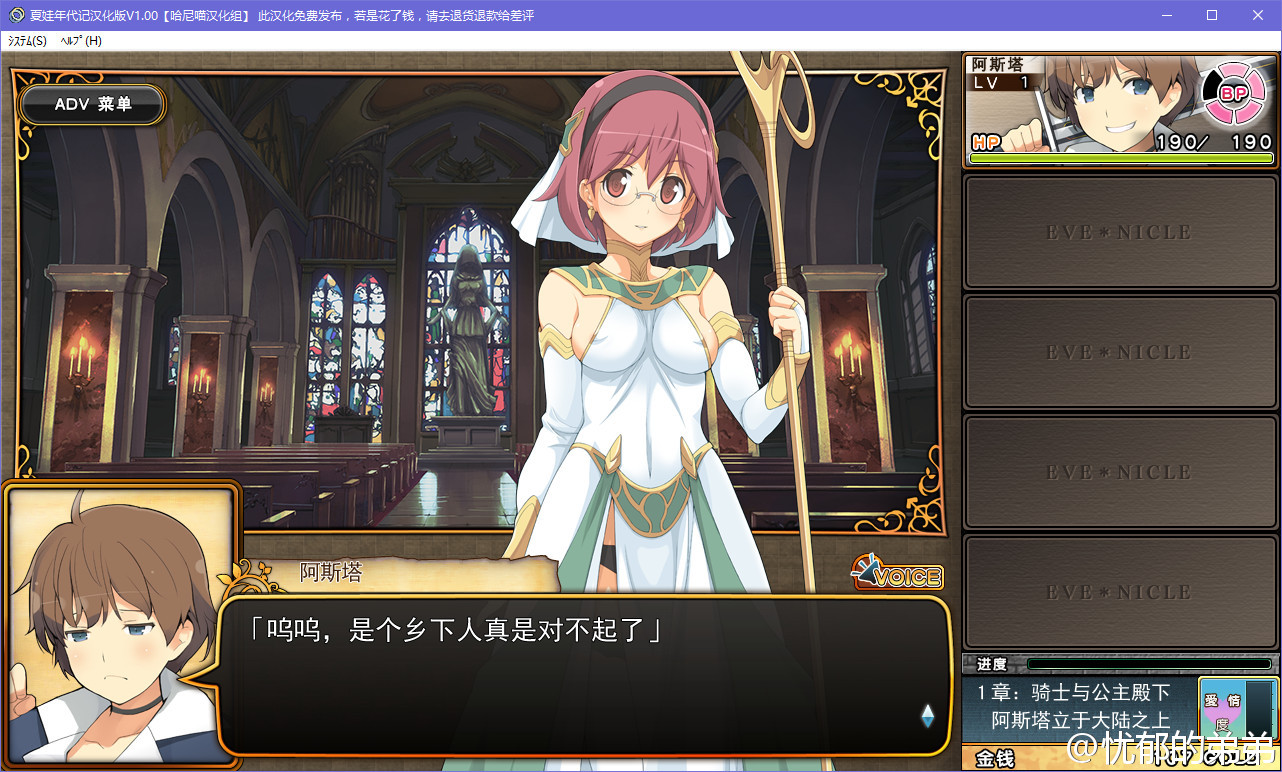 夏娃年代记汉化版V1.00【哈尼喵汉化组】 此汉化免费发布，若是花了钱，请去退货退款给差评
ｼｽﾃﾑ(S) ﾍﾙﾌﾟ(H)
ADV 菜单
阿斯塔
LV 1
BP
HP 190/ 190
EVE*NICLE
EVE*NICLE
EVE*NICLE
EVE*NICLE
阿斯塔
VOICE
「呜呜，是个乡下人真是对不起了」
进度
1章：骑士与公主殿下
阿斯塔立于大陆之上
愛情度
金钱
@忧郁的弟弟